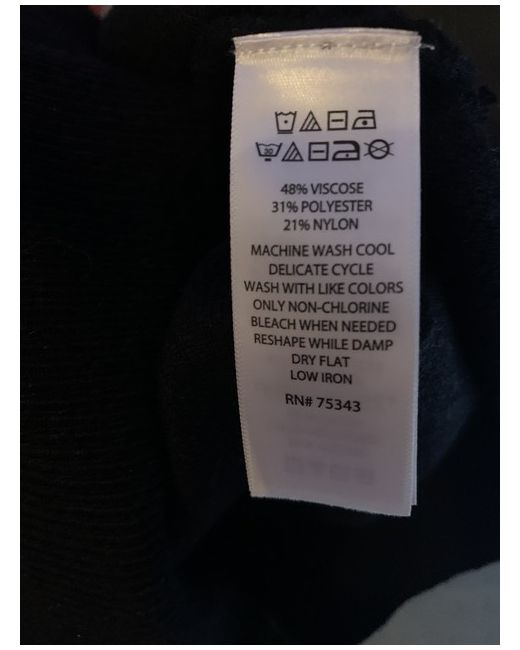 30
48% VISCOSE
31% POLYESTER
21% NYLON
MACHINE WASH COOL
DELICATE CYCLE
WASH WITH LIKE COLORS
ONLY NON-CHLORINE
BLEACH WHEN NEEDED
RESHAPE WHILE DAMP
DRY FLAT
LOW IRON
RN# 75343